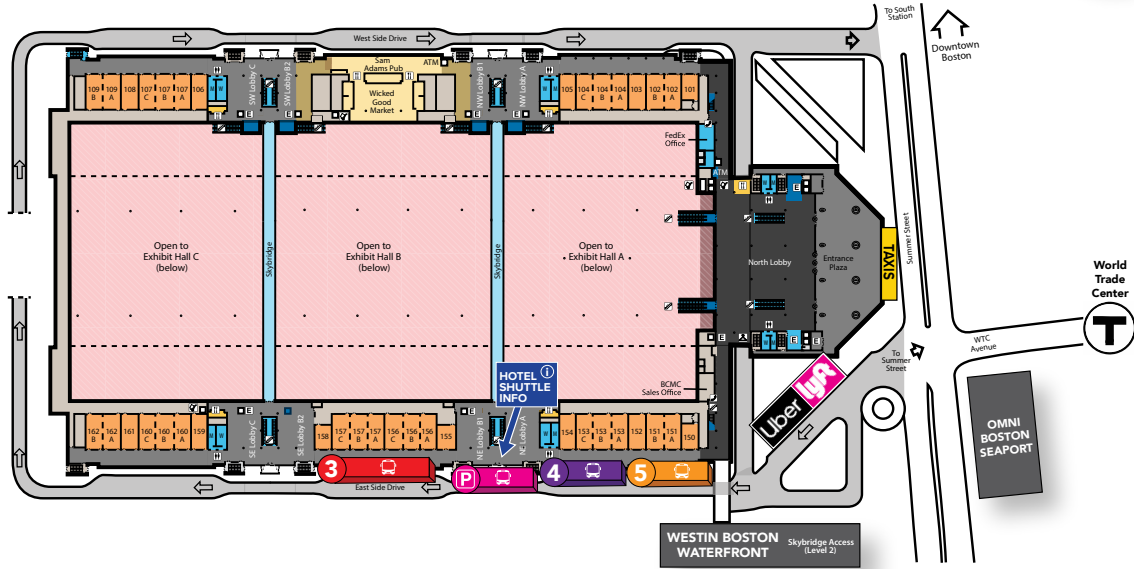 To South
Station
Downtown
Boston
West Side Drive
SW Lobby C
SW Lobby B2
Sam
Adams Pub
ATM
Wicked
Good
Market
NW Lobby B1
NW Lobby A
109
B
109
A
108
107
C
107
B
107
A
106
M
W
E
E
E
E
M
W
105
104
C
104
B
104
A
103
102
B
102
A
101
FedEx
Office
E
ATM
W
M
E
Open to
Exhibit Hall C
(below)
Skybridge
Open to
Exhibit Hall B
(below)
Skybridge
Open to
Exhibit Hall A
(below)
North Lobby
Entrance
Plaza
TAXIS
Summer Street
World
Trade
Center
T
WTC
Avenue
To
Summer
Street
W
M
E
E
HOTEL
SHUTTLE
INFO
i
BCMC
Sales Office
Uber
lyft
OMNI
BOSTON
SEAPORT
162
B
162
A
161
160
C
160
B
160
A
159
M
W
E
SE Lobby C
SE Lobby B2
158
157
C
157
B
157
A
156
C
156
B
156
A
155
NE Lobby B1
E
NE Lobby A
W
M
154
153
C
153
B
153
A
152
151
B
151
A
150
3
P
4
5
East Side Drive
WESTIN BOSTON
WATERFRONT
Skybridge Access
(Level 2)